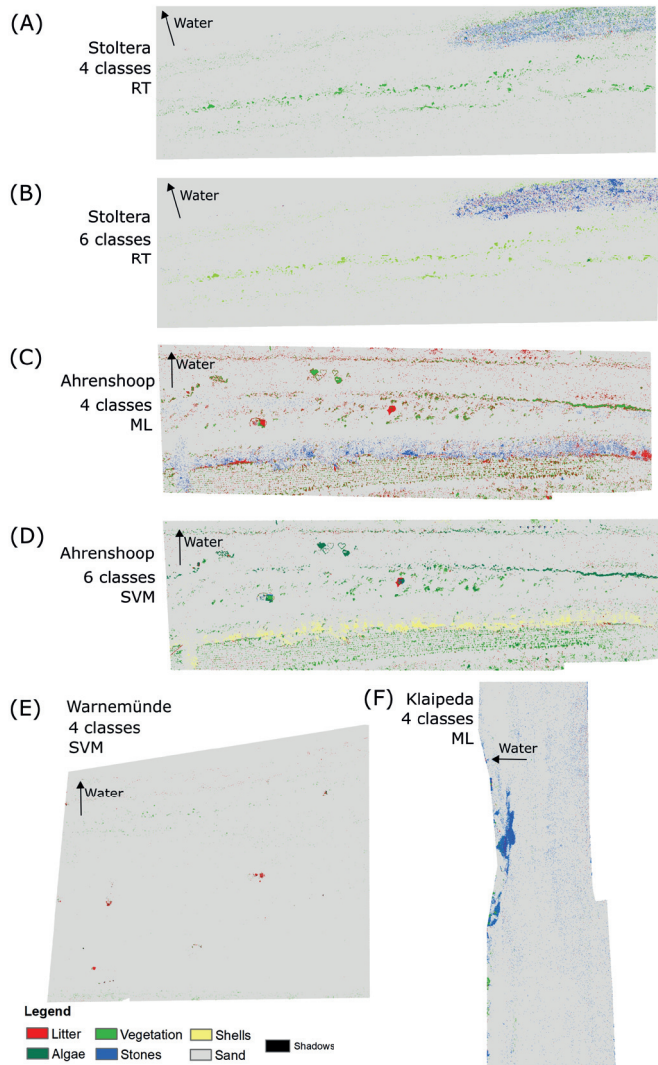 (A)
Stoltera
4 classes
RT
Water
(B)
Stoltera
6 classes
RT
Water
(C)
Ahrenshoop
4 classes
ML
Water
(D)
Ahrenshoop
6 classes
SVM
Water
(E)
Warnemünde
4 classes
SVM
Water
(F)
Klaipeda
4 classes
ML
Water
Legend
Litter Vegetation Shells Shadows
Algae Stones Sand